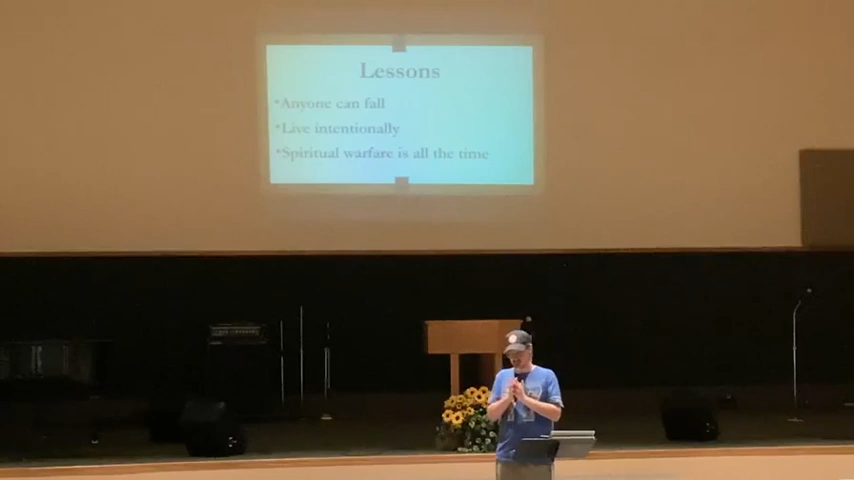 Lessons
•Anyone can fall
•Live intentionally
•Spiritual warfare is all the time